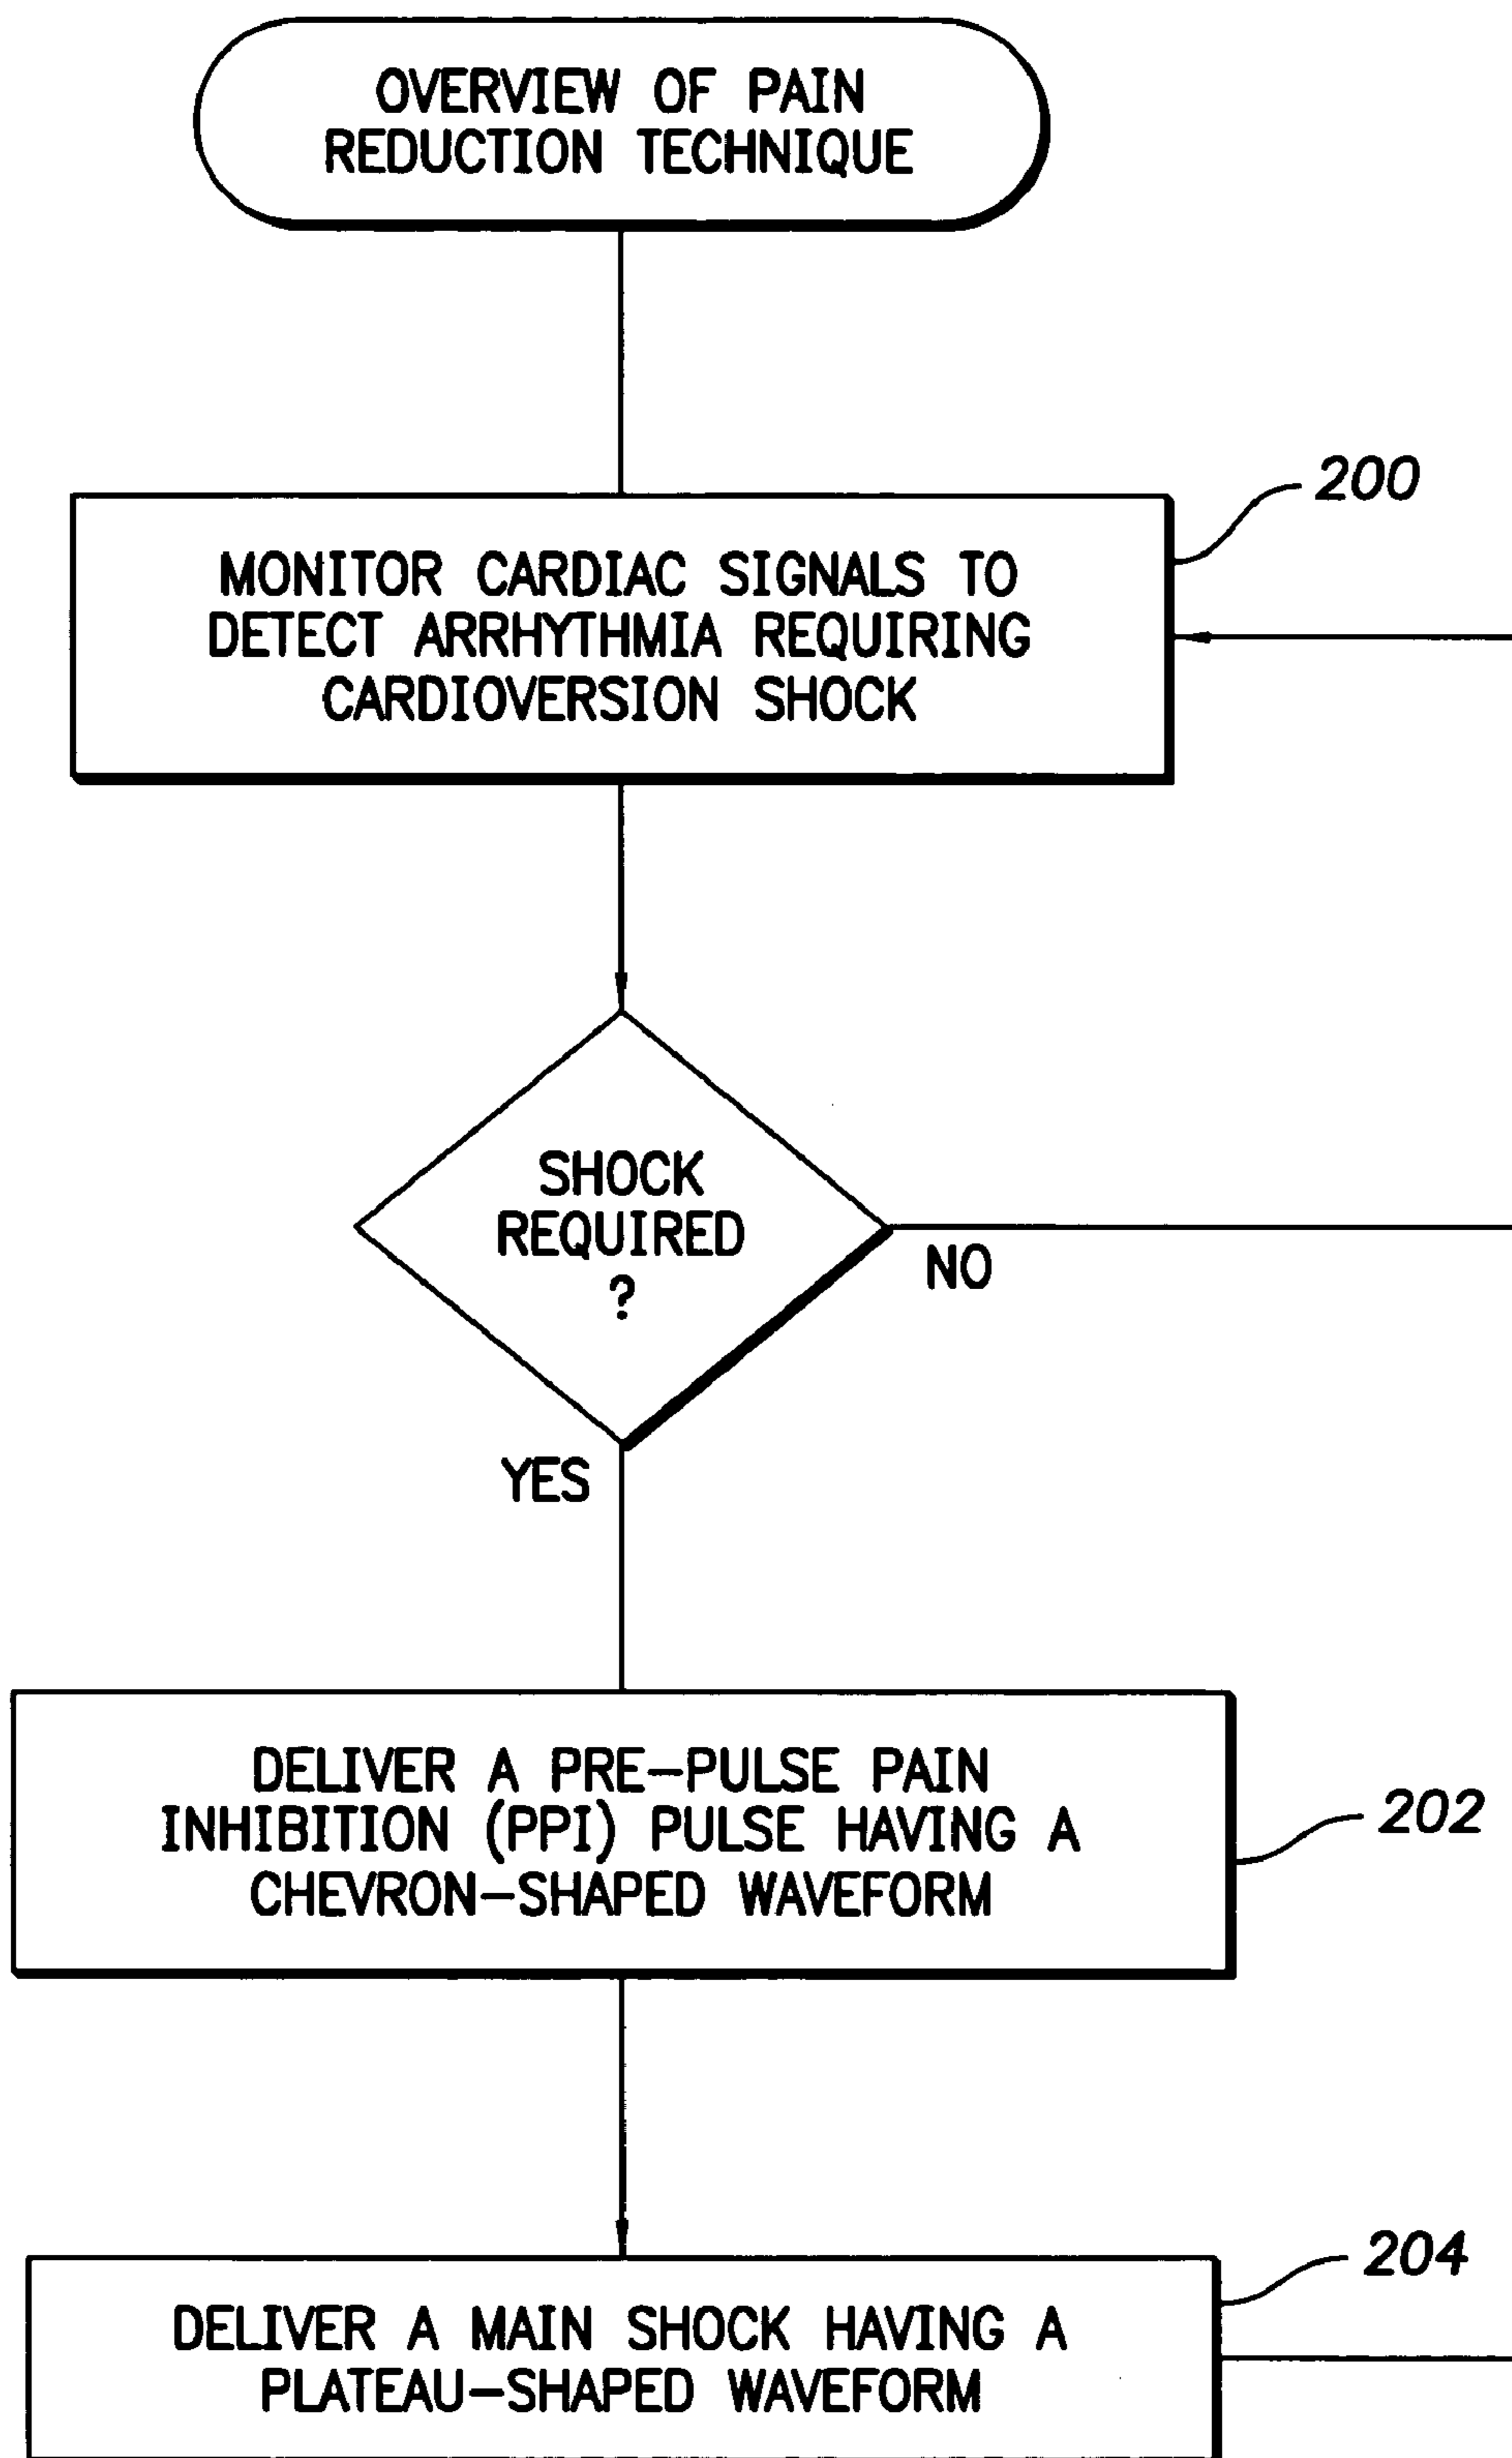 OVERVIEW OF PAIN
REDUCTION TECHNIQUE
200
MONITOR CARDIAC SIGNALS TO
DETECT ARRHYTHMIA REQUIRING
CARDIOVERSION SHOCK
SHOCK
REQUIRED
?
NO
YES
DELIVER A PRE-PULSE PAIN
INHIBITION (PPI) PULSE HAVING A
CHEVRON-SHAPED WAVEFORM
202
204
DELIVER A MAIN SHOCK HAVING A
PLATEAU-SHAPED WAVEFORM